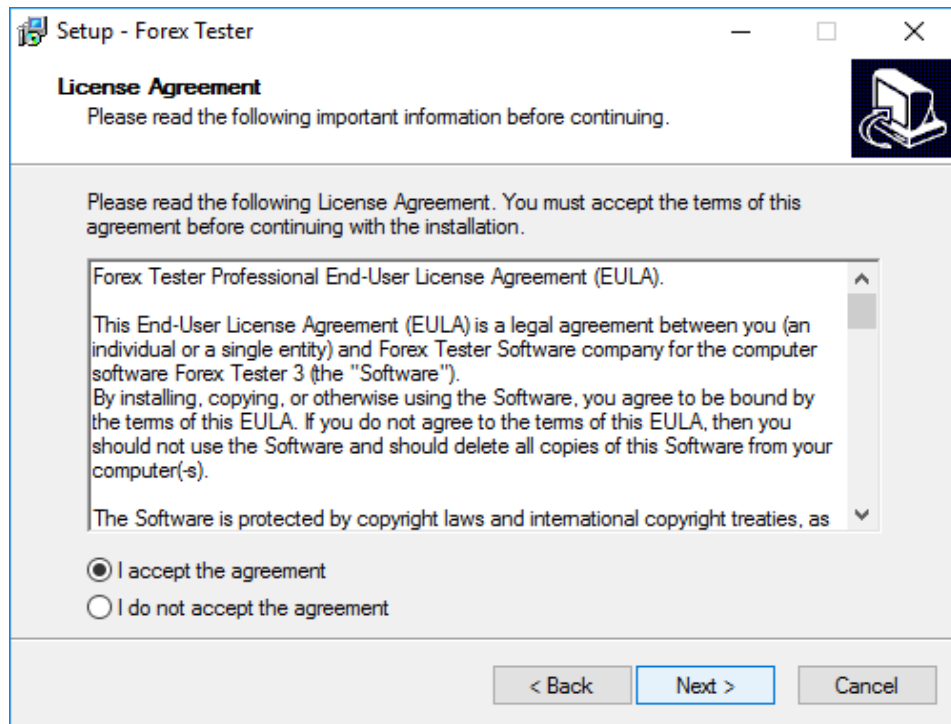 Setup - Forex Tester
License Agreement
Please read the following important information before continuing.
Please read the following License Agreement. You must accept the terms of this
agreement before continuing with the installation.
Forex Tester Professional End-User License Agreement (EULA).
This End-User License Agreement (EULA) is a legal agreement between you (an
individual or a single entity) and Forex Tester Software company for the computer
software Forex Tester 3 (the "Software").
By installing, copying, or otherwise using the Software, you agree to be bound by
the terms of this EULA. If you do not agree to the terms of this EULA, then you
should not use the Software and should delete all copies of this Software from your
computer(-s).
The Software is protected by copyright laws and international copyright treaties, as
I accept the agreement
I do not accept the agreement
< Back Next > Cancel